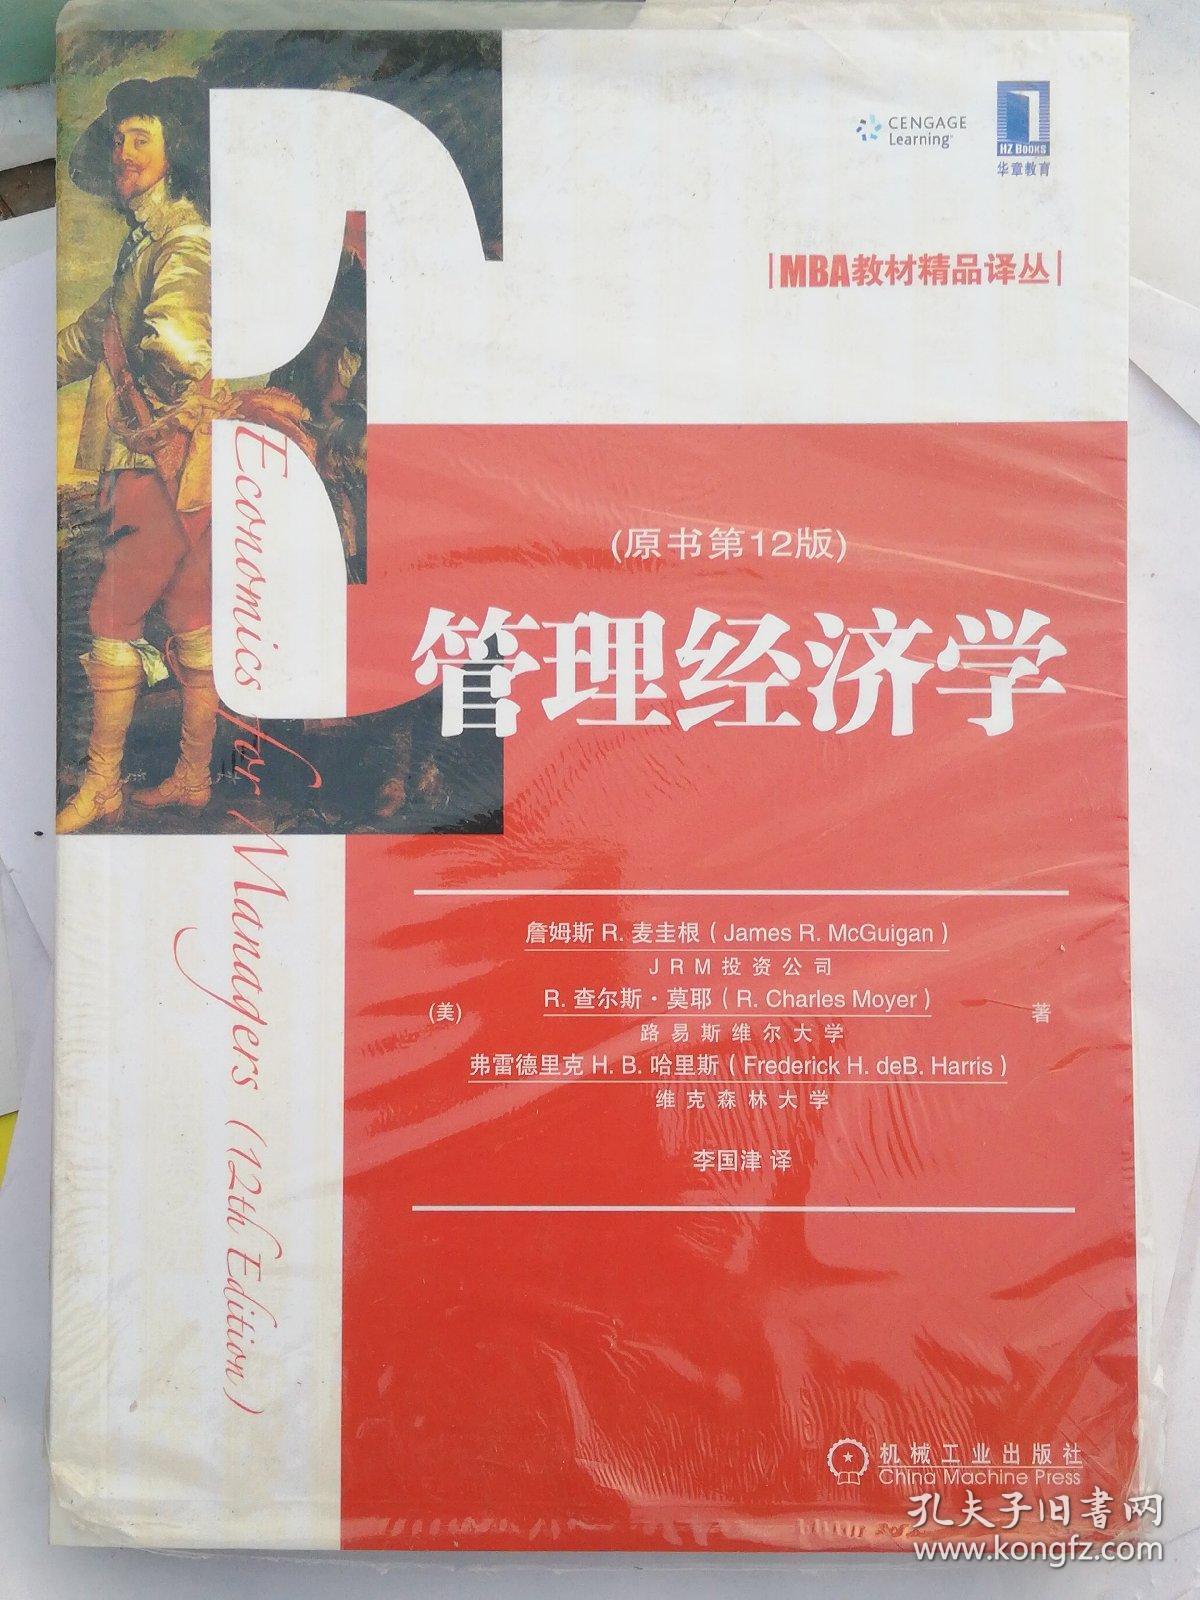 CENGAGE
Learning
HZ BOOKS
华章教育
MBA教材精品译丛
(原书第12版)
管理经济学
Economics for Managers (12th Edition)
詹姆斯 R. 麦圭根 ( James R. McGuigan )
JRM投资公司
(美)
R. 查尔斯·莫耶 ( R. Charles Moyer )
著
路易斯维尔大学
弗雷德里克 H. B. 哈里斯 ( Frederick H. deB. Harris )
维克森林大学
李国津 译
机械工业出版社
China Machine Press
孔夫子旧書网
www.kongfz.com